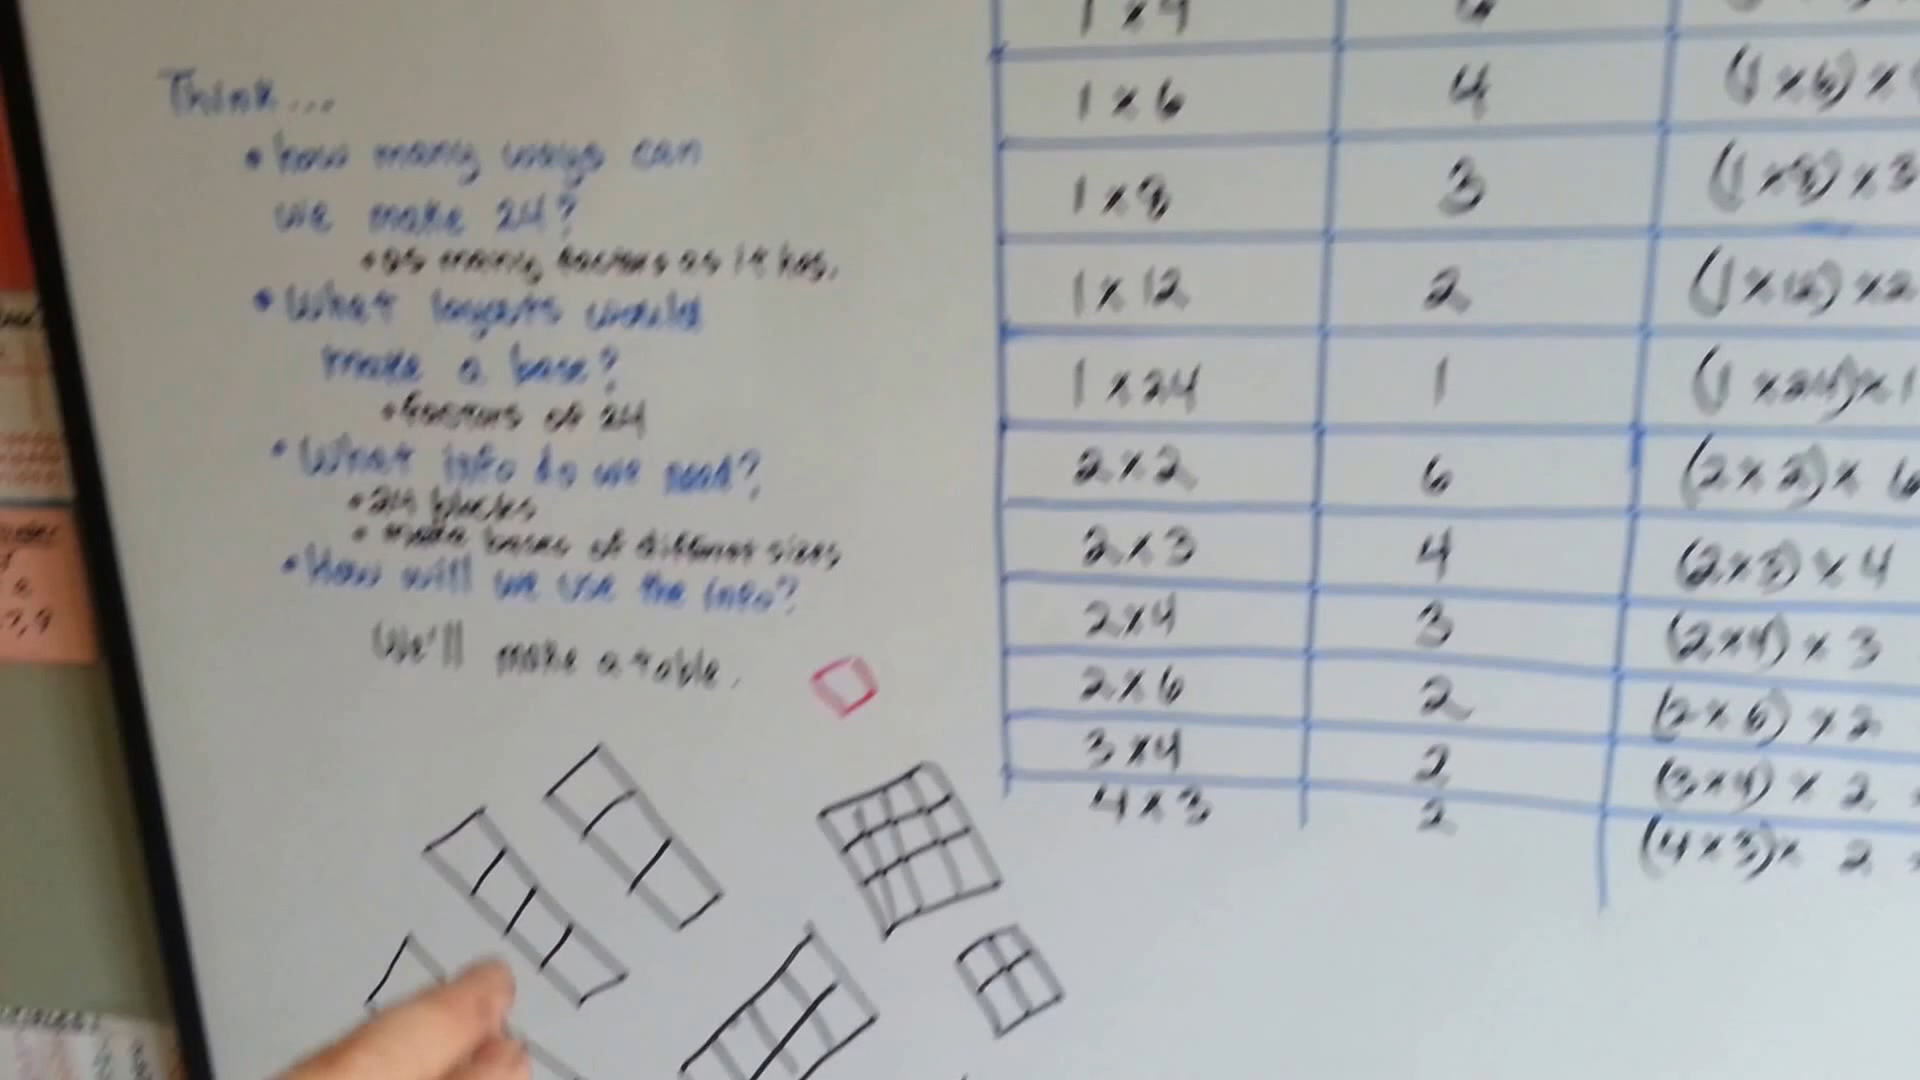 Think...
• how many ways can
we make 24?
• as many factors as it has.
• What layers would
make a base?
• factors of 24
• What info do we need?
• 24 blocks
• make bases of different sizes
• How will we use the info?
We'll make a table.
1 x 4 6
1 x 6 4 (1 x 6) x
1 x 8 3 (1 x 8) x 3
1 x 12 2 (1 x 12) x 2
1 x 24 1 (1 x 24) x 1
2 x 2 6 (2 x 2) x 6
2 x 3 4 (2 x 3) x 4
2 x 4 3 (2 x 4) x 3
2 x 6 2 (2 x 6) x 2
3 x 4 2 (3 x 4) x 2
4 x 3 2 (4 x 3) x 2